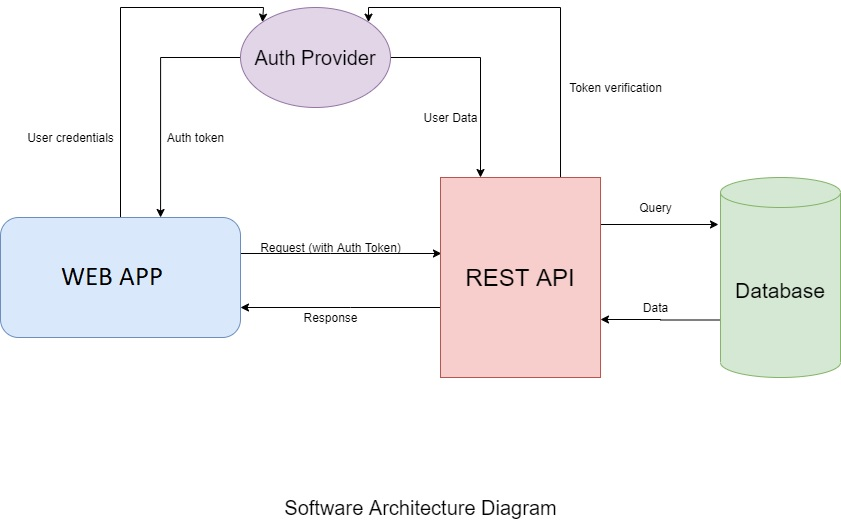 Auth Provider
Token verification
User Data
User credentials
Auth token
Query
Request (with Auth Token)
WEB APP
REST API
Database
Data
Response
Software Architecture Diagram